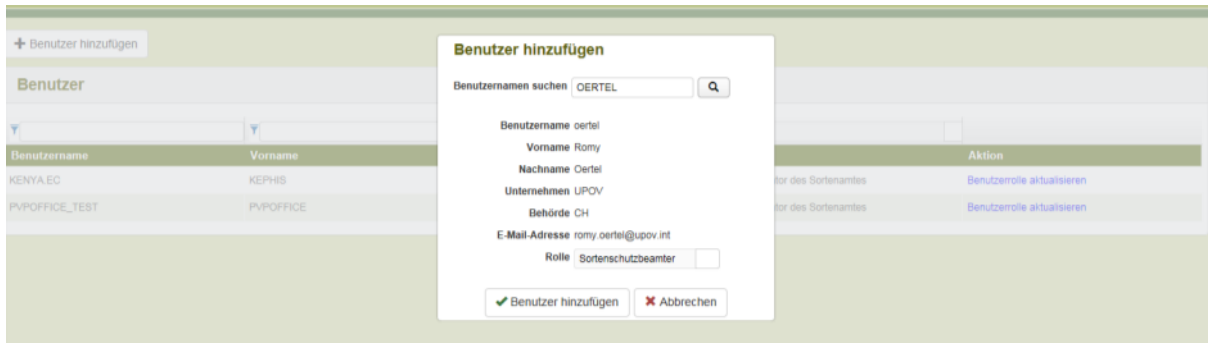 Benutzer hinzufügen
Benutzer
Benutzername Vorname Aktion
KENYA.EC KEPHIS tor des Sortenamtes Benutzerrolle aktualisieren
PVPOFFICE_TEST PVPOFFICE tor des Sortenamtes Benutzerrolle aktualisieren
Benutzer hinzufügen
Benutzernamen suchen OERTEL
Benutzername oertel
Vorname Romy
Nachname Oertel
Unternehmen UPOV
Behörde CH
E-Mail-Adresse romy.oertel@upov.int
Rolle Sortenschutzbeamter
Benutzer hinzufügen Abbrechen